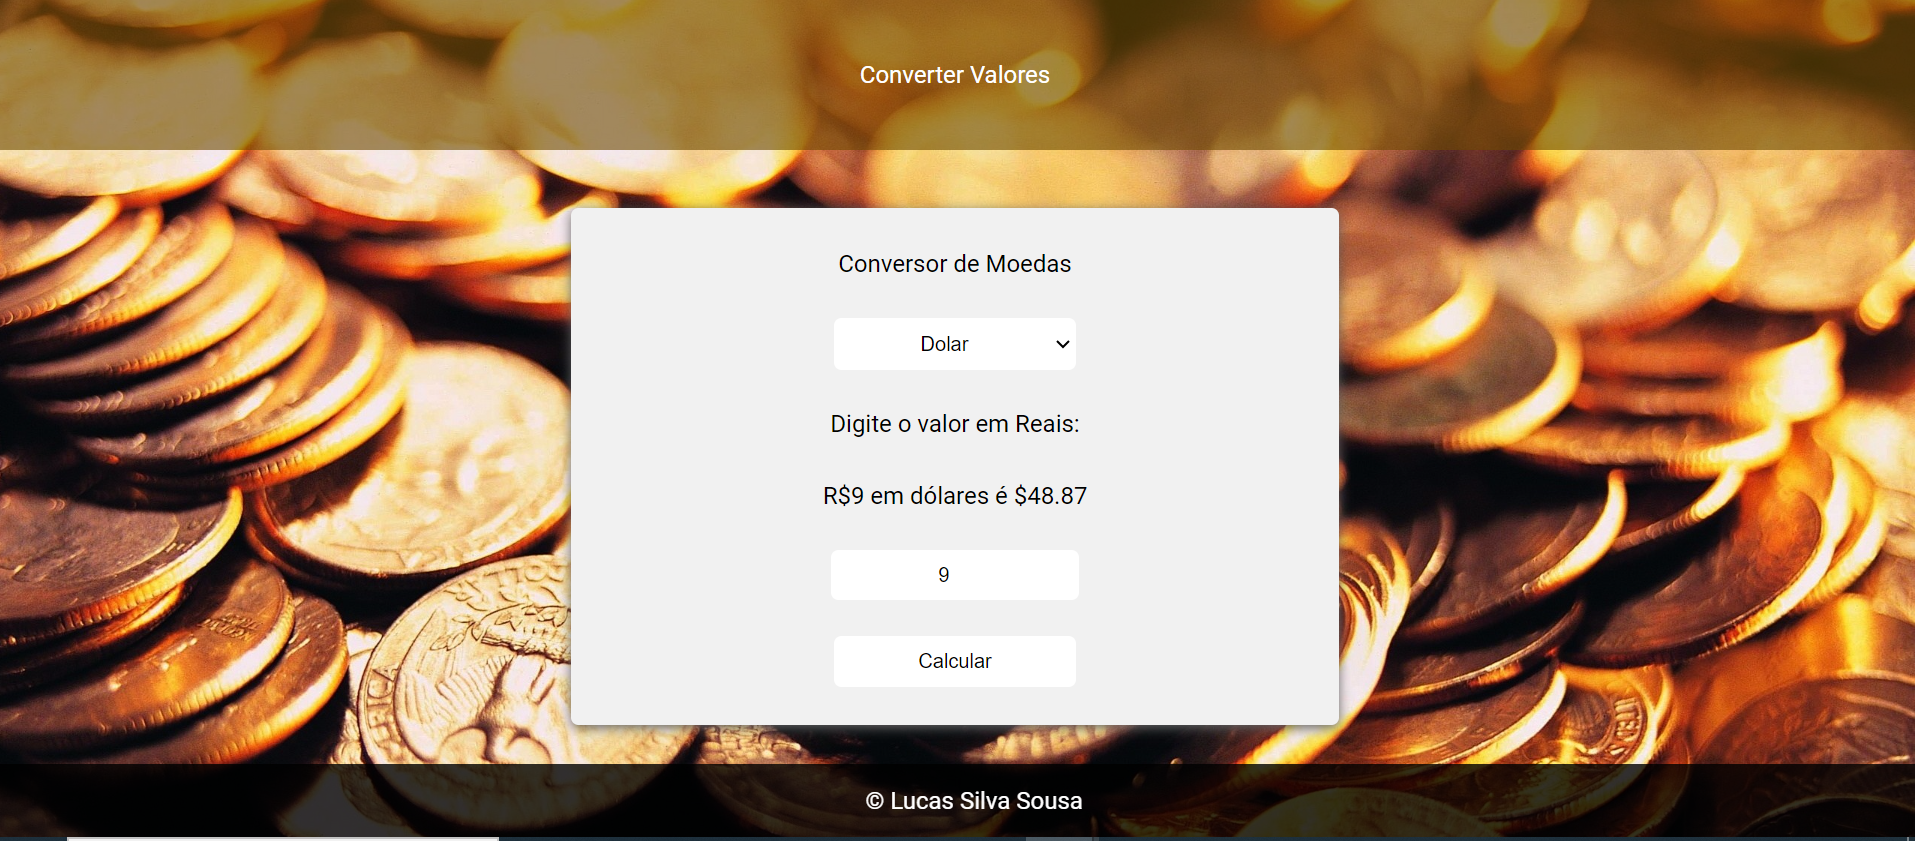 Converter Valores
Conversor de Moedas
Dolar
Digite o valor em Reais:
R$9 em dólares é $48.87
9
Calcular
© Lucas Silva Sousa